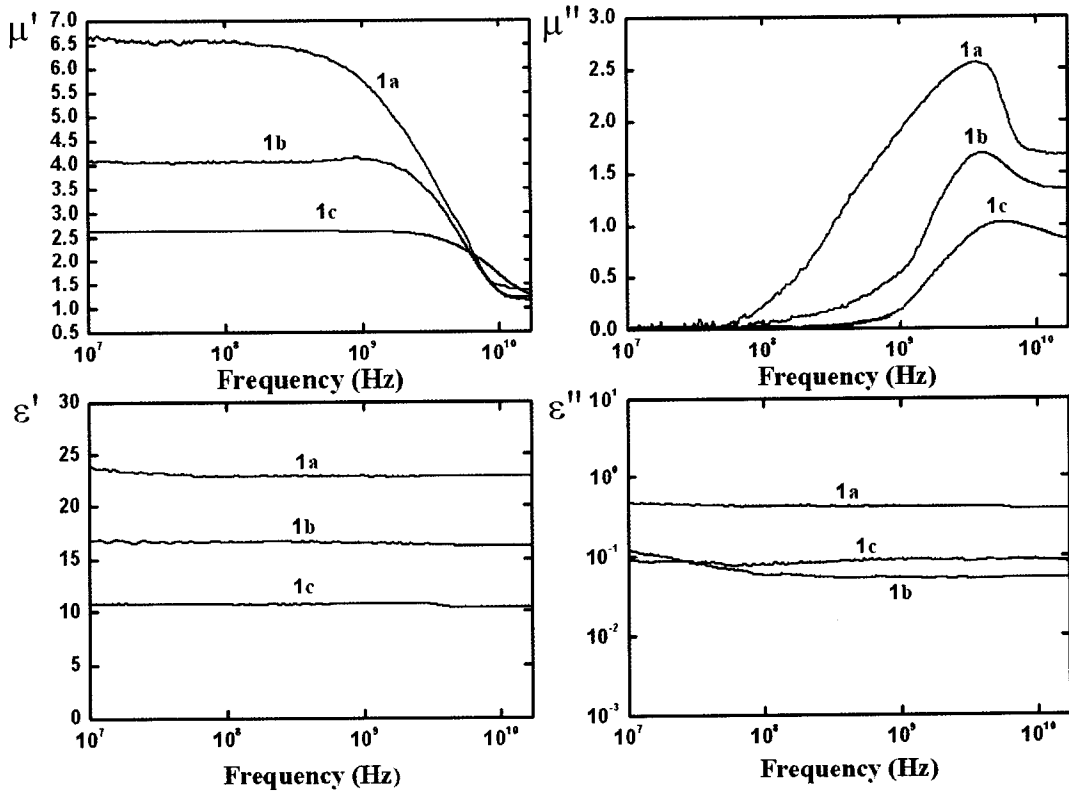 μ'
7.0
6.5
6.0
5.5
5.0
4.5
4.0
3.5
3.0
2.5
2.0
1.5
1.0
0.5
1a
1b
1c
10⁷ 10⁸ 10⁹ 10¹⁰
Frequency (Hz)
μ"
3.0
2.5
2.0
1.5
1.0
0.5
0.0
1a
1b
1c
10⁷ 10⁸ 10⁹ 10¹⁰
Frequency (Hz)
ε'
30
25
20
15
10
5
0
1a
1b
1c
10⁷ 10⁸ 10⁹ 10¹⁰
Frequency (Hz)
ε"
10¹
10⁰
10⁻¹
10⁻²
10⁻³
1a
1c
1b
10⁷ 10⁸ 10⁹ 10¹⁰
Frequency (Hz)